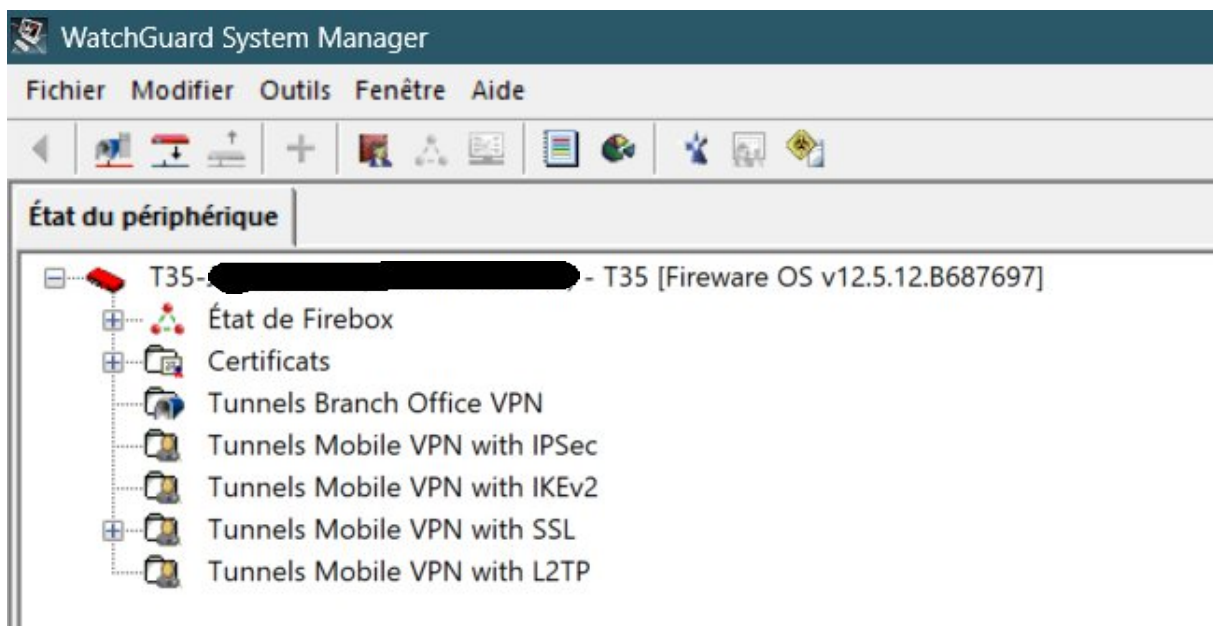 WatchGuard System Manager
Fichier Modifier Outils Fenêtre Aide
État du périphérique
T35- - T35 [Fireware OS v12.5.12.B687697]
État de Firebox
Certificats
Tunnels Branch Office VPN
Tunnels Mobile VPN with IPSec
Tunnels Mobile VPN with IKEv2
Tunnels Mobile VPN with SSL
Tunnels Mobile VPN with L2TP